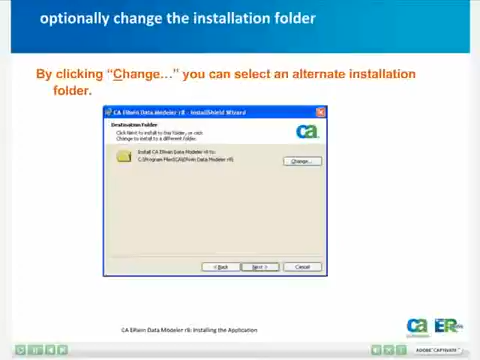 optionally change the installation folder
By clicking “Change…” you can select an alternate installation
folder.
CA ERwin Data Modeler r8 - InstallShield Wizard
Destination Folder
Click Next to install to this folder, or click
Change to install to a different folder.
ca
Install CA ERwin Data Modeler r8 to:
C:\Program Files\CA\ERwin Data Modeler r8\
Change...
< Back
Next >
Cancel
CA ERwin Data Modeler r8: Installing the Application
ca
ER
ADOBE CAPTIVATE